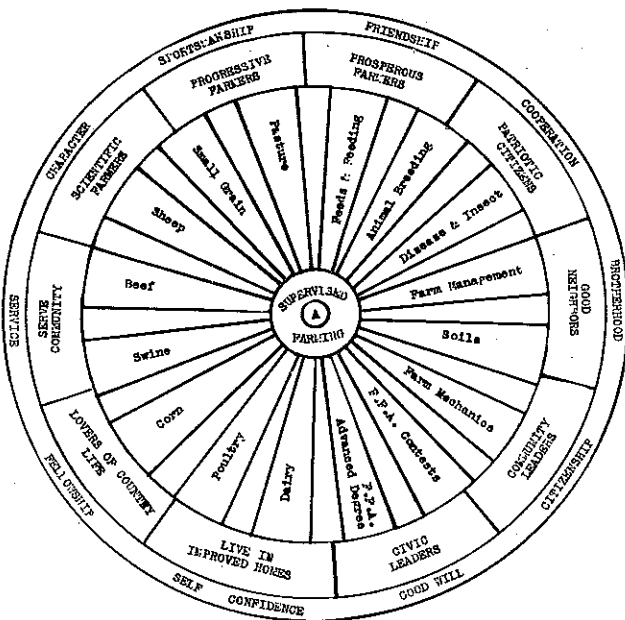 SPORTSMANSHIP
FRIENDSHIP
COOPERATION
BROTHERHOOD
CITIZENSHIP
GOOD WILL
SELF CONFIDENCE
FELLOWSHIP
SERVICE
CHARACTER
PROGRESSIVE
FARMERS
PROSPEROUS
FARMERS
PATRIOTIC
CITIZENS
GOOD
NEIGHBORS
COMMUNITY
LEADERS
CIVIC
LEADERS
LIVE IN
IMPROVED HOMES
LOVERS OF COUNTRY
LIFE
SERVE
COMMUNITY
SCIENTIFIC
FARMERS
Pasture
Feeds & Feeding
Animal Breeding
Disease & Insect
Farm Management
Soils
Farm Mechanics
F.F.A. Contests
F.F.A.
Advanced
Degree
Dairy
Poultry
Corn
Swine
Beef
Sheep
Small Grain
SUPERVISED
A
FARMING